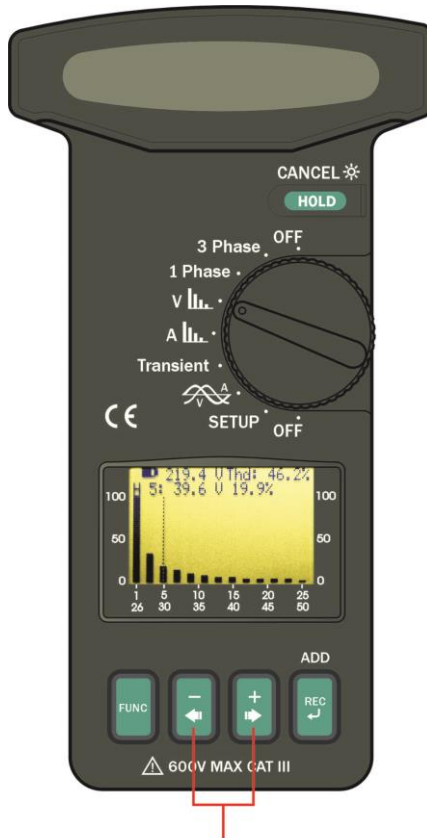 CANCEL
HOLD
OFF
3 Phase
1 Phase
V
A
Transient
A
V
CE
SETUP
OFF
219.4 V Thd: 46.2%
H 5: 39.6 V 19.9%
100 100
50 50
0 0
1 5 10 15 20 25
26 30 35 40 45 50
ADD
FUNC
−
+
REC
600V MAX CAT III